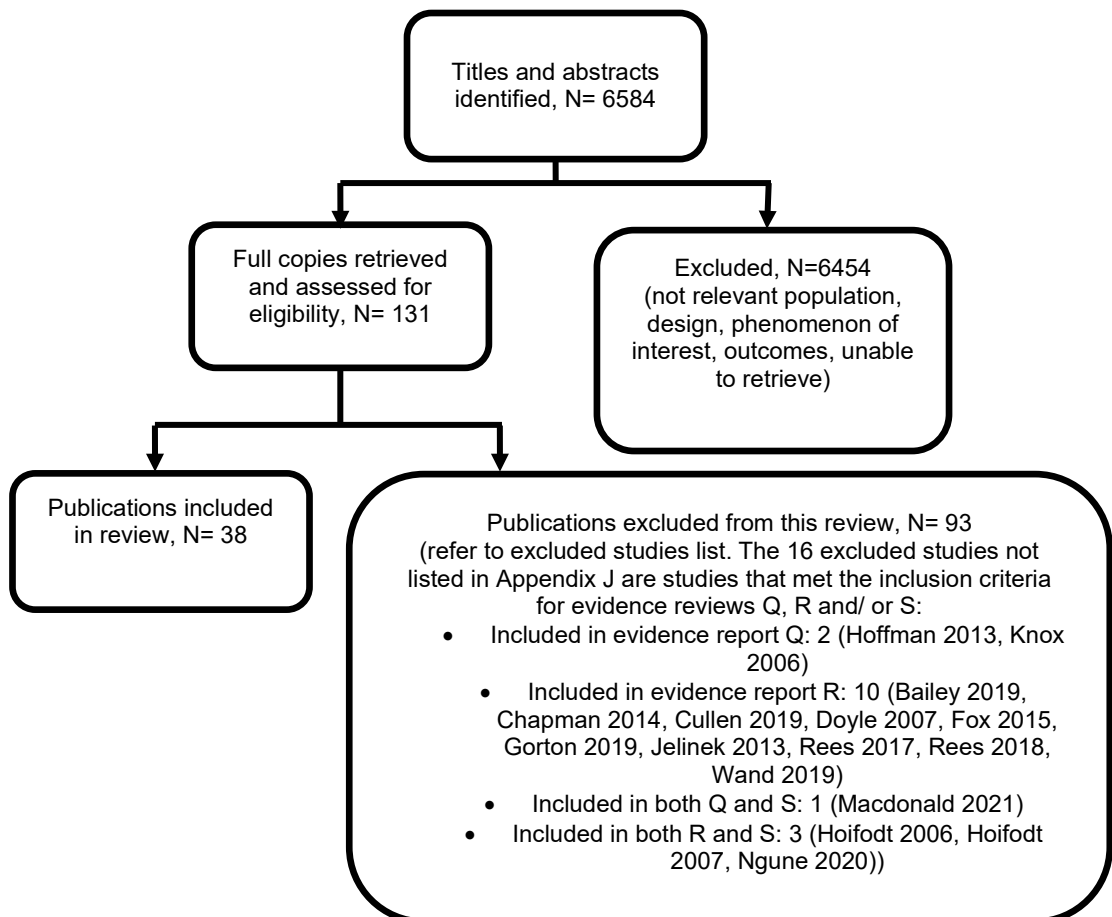 Titles and abstracts
identified, N= 6584
Full copies retrieved
and assessed for
eligibility, N= 131
Excluded, N=6454
(not relevant population,
design, phenomenon of
interest, outcomes, unable
to retrieve)
Publications included
in review, N= 38
Publications excluded from this review, N= 93
(refer to excluded studies list. The 16 excluded studies not
listed in Appendix J are studies that met the inclusion criteria
for evidence reviews Q, R and/ or S:
• Included in evidence report Q: 2 (Hoffman 2013, Knox
2006)
• Included in evidence report R: 10 (Bailey 2019,
Chapman 2014, Cullen 2019, Doyle 2007, Fox 2015,
Gorton 2019, Jelinek 2013, Rees 2017, Rees 2018,
Wand 2019)
• Included in both Q and S: 1 (Macdonald 2021)
• Included in both R and S: 3 (Hoifodt 2006, Hoifodt
2007, Ngune 2020))